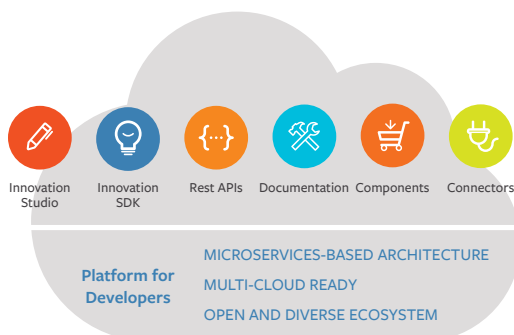 Innovation Studio
Innovation SDK
Rest APIs
Documentation
Components
Connectors
Platform for Developers
MICROSERVICES-BASED ARCHITECTURE
MULTI-CLOUD READY
OPEN AND DIVERSE ECOSYSTEM